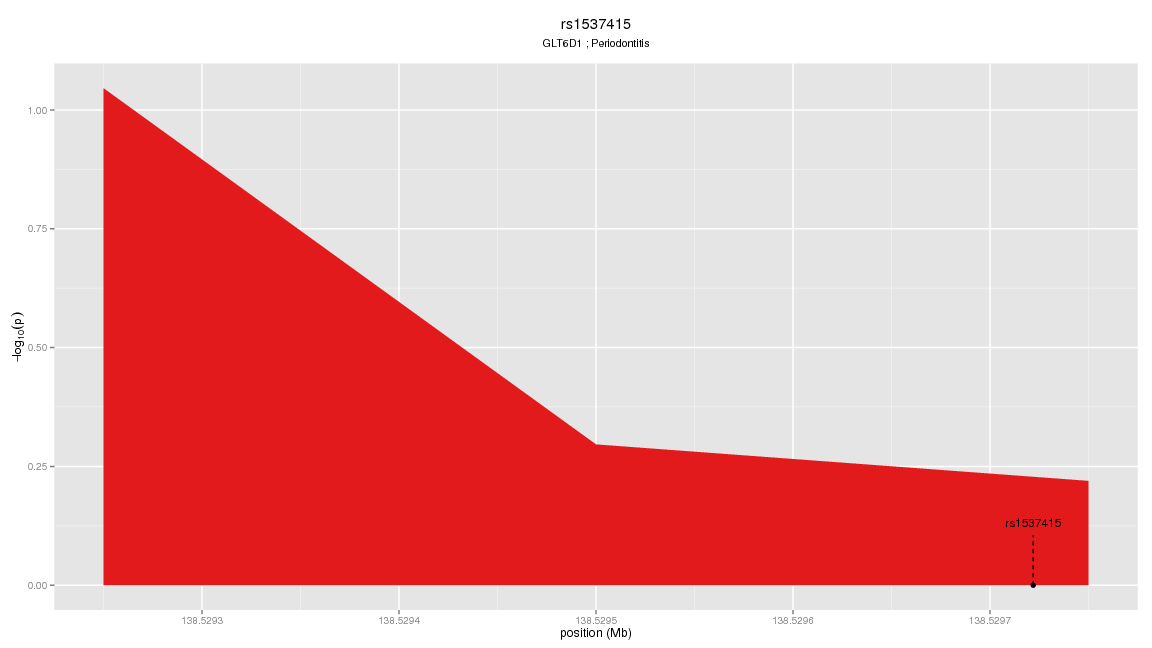 rs1537415
GLT6D1 ; Periodontitis
−log10(p)
1.00
0.75
0.50
0.25
0.00
rs1537415
138.5293 138.5294 138.5295 138.5296 138.5297
position (Mb)